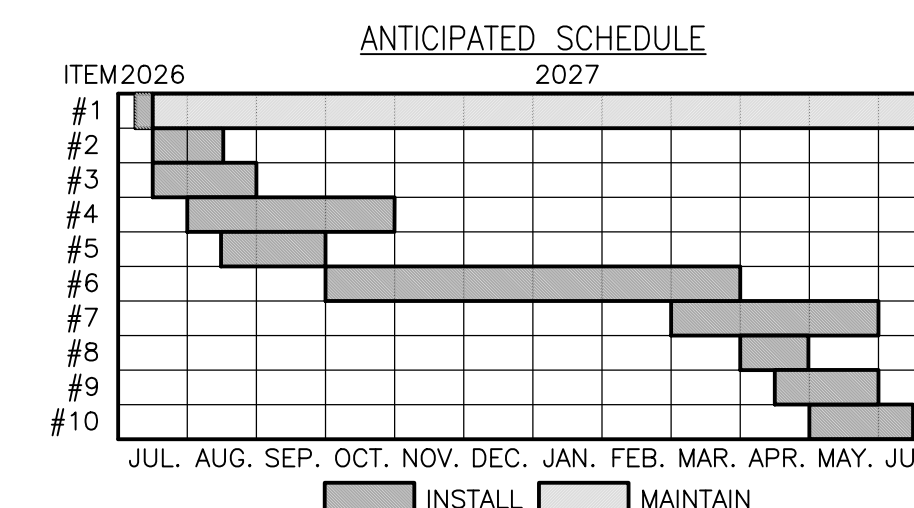 ANTICIPATED SCHEDULE
ITEM 2026 2027
#1
#2
#3
#4
#5
#6
#7
#8
#9
#10
JUL. AUG. SEP. OCT. NOV. DEC. JAN. FEB. MAR. APR. MAY. JU
INSTALL MAINTAIN